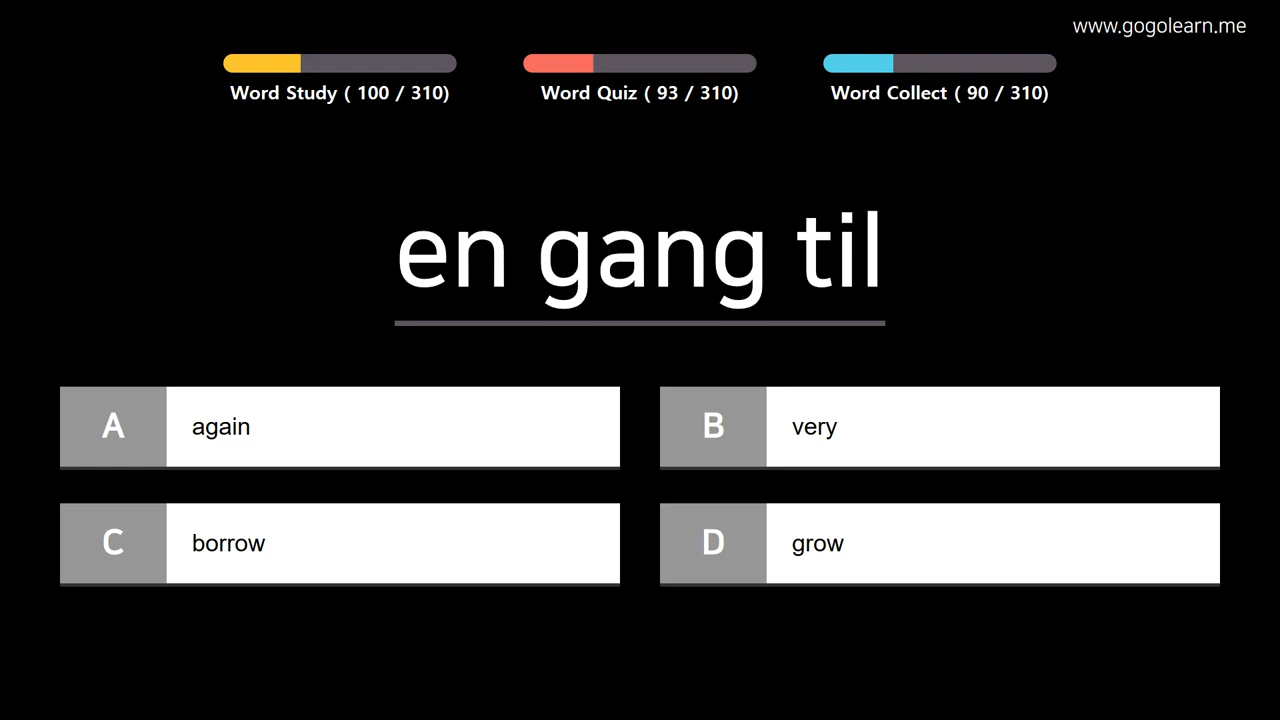 www.gogolearn.me
Word Study ( 100 / 310)
Word Quiz ( 93 / 310)
Word Collect ( 90 / 310)
en gang til
A again
B very
C borrow
D grow